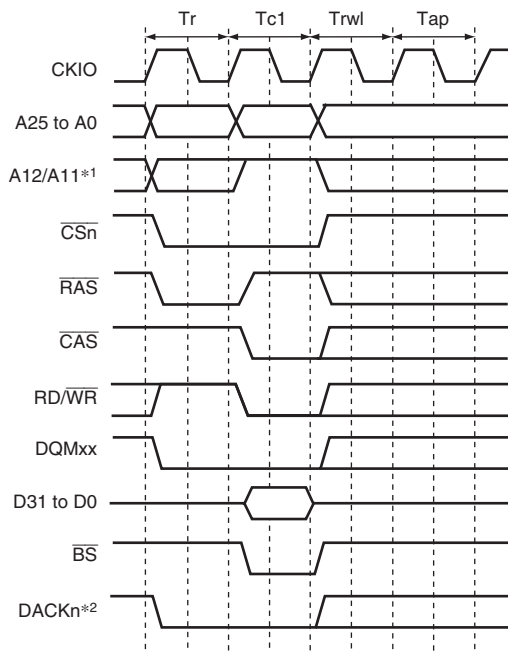 Tr Tc1 Trwl Tap
CKIO
A25 to A0
A12/A11*1
CSn
RAS
CAS
RD/WR
DQMxx
D31 to D0
BS
DACKn*2